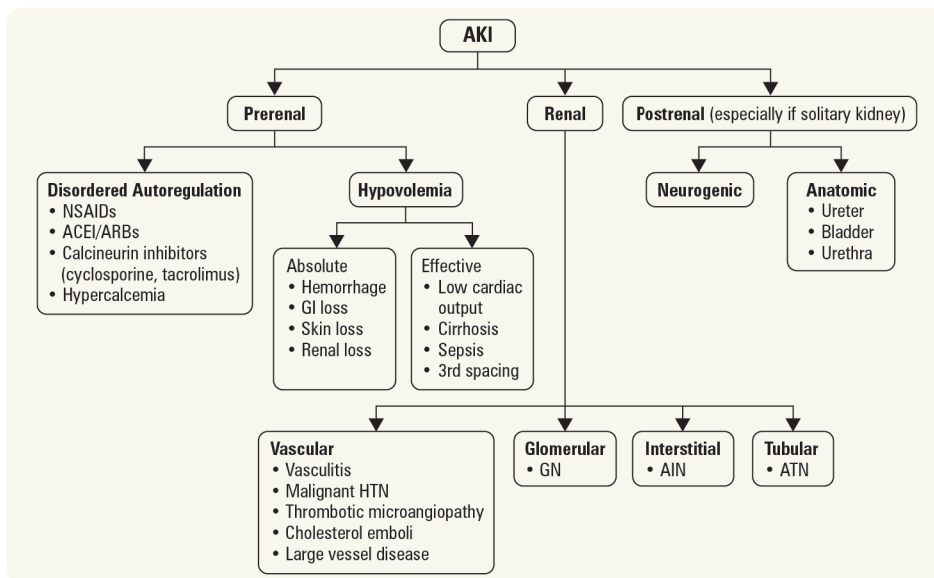 AKI
Prerenal
Renal
Postrenal (especially if solitary kidney)
Disordered Autoregulation
• NSAIDs
• ACEI/ARBs
• Calcineurin inhibitors
(cyclosporine, tacrolimus)
• Hypercalcemia
Hypovolemia
Neurogenic
Anatomic
• Ureter
• Bladder
• Urethra
Absolute
• Hemorrhage
• GI loss
• Skin loss
• Renal loss
Effective
• Low cardiac
output
• Cirrhosis
• Sepsis
• 3rd spacing
Vascular
• Vasculitis
• Malignant HTN
• Thrombotic microangiopathy
• Cholesterol emboli
• Large vessel disease
Glomerular
• GN
Interstitial
• AIN
Tubular
• ATN